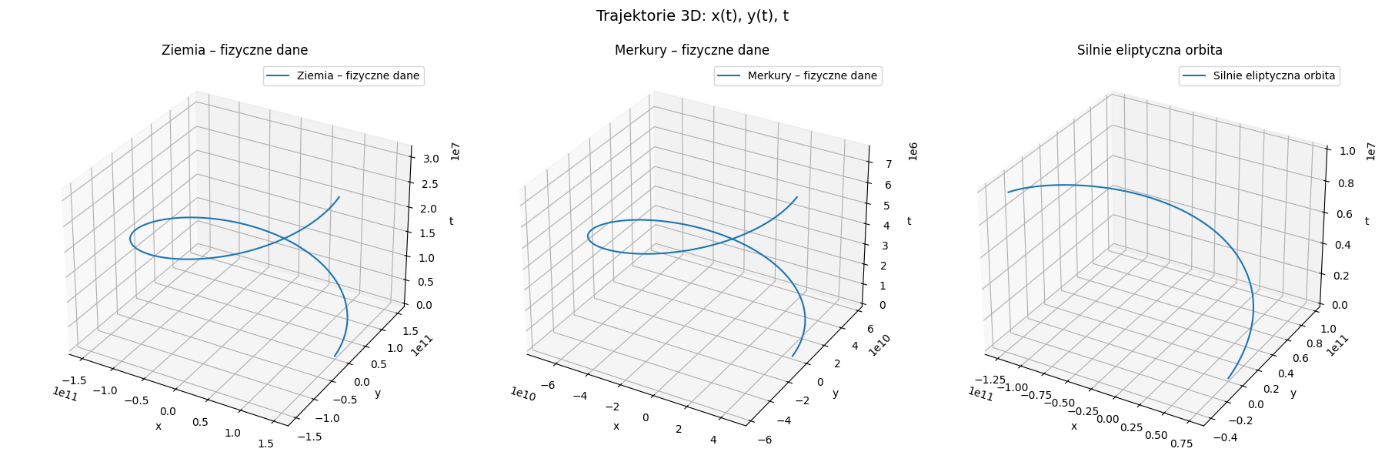 Trajektorie 3D: x(t), y(t), t
Ziemia – fizyczne dane
Ziemia – fizyczne dane
1e7
3.0
2.5
2.0
1.5
1.0
0.5
0.0
t
1.5
1.0
0.5
0.0
−0.5
−1.0
−1.5
1e11
y
−1.5
−1.0
−0.5
0.0
0.5
1.0
1.5
1e11
x
Merkury – fizyczne dane
Merkury – fizyczne dane
1e6
7
6
5
4
3
2
1
0
t
6
4
2
0
−2
−4
−6
1e10
y
−6
−4
−2
0
2
4
1e10
x
Silnie eliptyczna orbita
Silnie eliptyczna orbita
1e7
1.0
0.8
0.6
0.4
0.2
0.0
t
1.0
0.8
0.6
0.4
0.2
0.0
−0.2
−0.4
1e11
y
−1.25
−1.00
−0.75
−0.50
−0.25
0.00
0.25
0.50
0.75
1e11
x